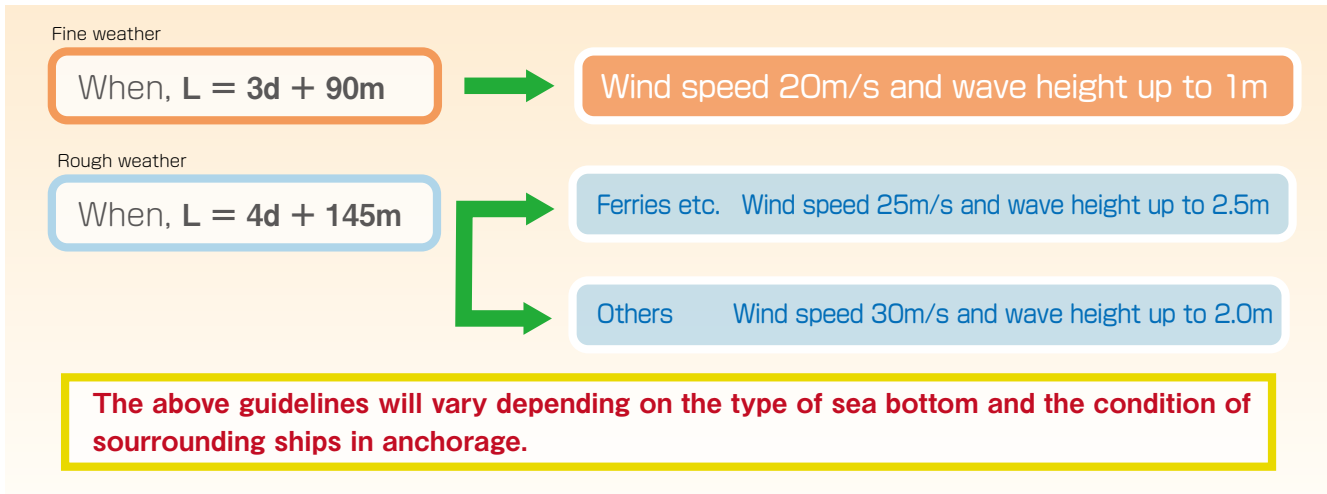 Fine weather
When, L = 3d + 90m
Wind speed 20m/s and wave height up to 1m
Rough weather
When, L = 4d + 145m
Ferries etc. Wind speed 25m/s and wave height up to 2.5m
Others Wind speed 30m/s and wave height up to 2.0m
The above guidelines will vary depending on the type of sea bottom and the condition of
sourrounding ships in anchorage.